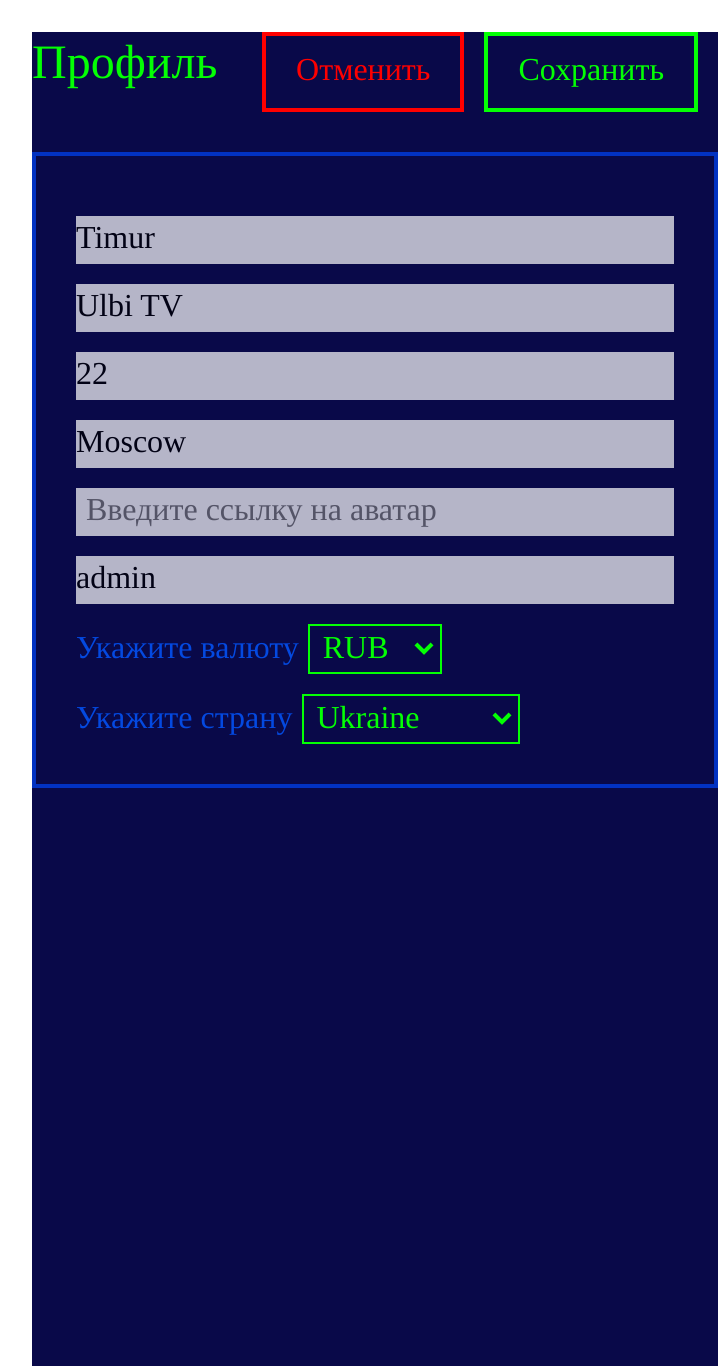 Профиль
Отменить
Сохранить
Timur
Ulbi TV
22
Moscow
Введите ссылку на аватар
admin
Укажите валюту RUB
Укажите страну Ukraine